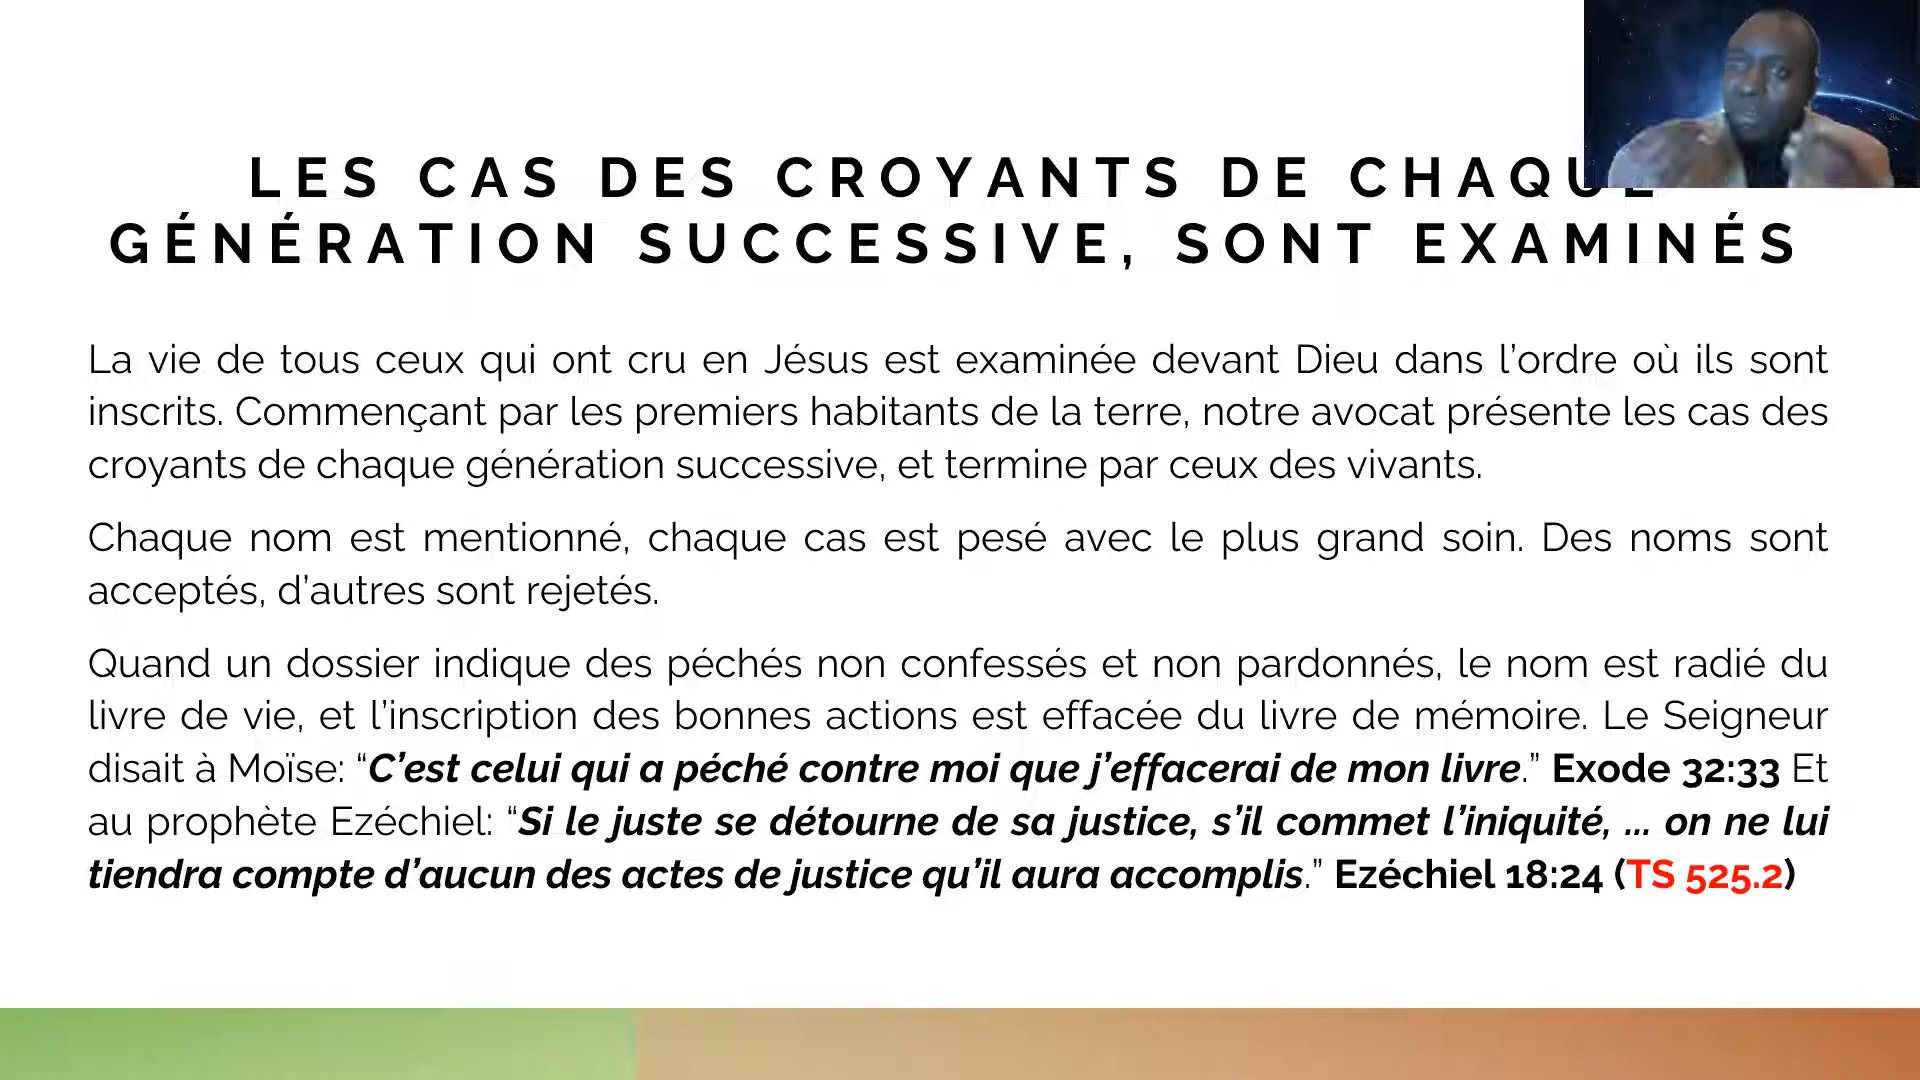 LES CAS DES CROYANTS DE CHAQUE
GÉNÉRATION SUCCESSIVE, SONT EXAMINÉS
La vie de tous ceux qui ont cru en Jésus est examinée devant Dieu dans l’ordre où ils sont
inscrits. Commençant par les premiers habitants de la terre, notre avocat présente les cas des
croyants de chaque génération successive, et termine par ceux des vivants.
Chaque nom est mentionné, chaque cas est pesé avec le plus grand soin. Des noms sont
acceptés, d’autres sont rejetés.
Quand un dossier indique des péchés non confessés et non pardonnés, le nom est radié du
livre de vie, et l’inscription des bonnes actions est effacée du livre de mémoire. Le Seigneur
disait à Moïse: “C’est celui qui a péché contre moi que j’effacerai de mon livre.” Exode 32:33 Et
au prophète Ezéchiel: “Si le juste se détourne de sa justice, s’il commet l’iniquité, ... on ne lui
tiendra compte d’aucun des actes de justice qu’il aura accomplis.” Ezéchiel 18:24 (TS 525.2)